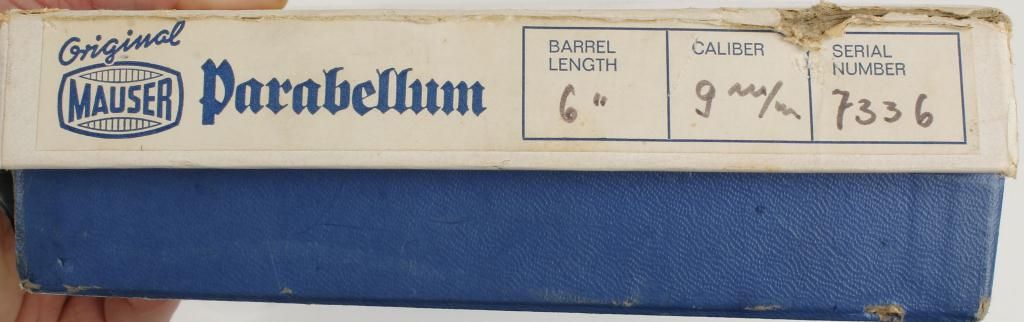 Original
MAUSER
Parabellum
BARREL
LENGTH
6"
CALIBER
9 m/m
SERIAL
NUMBER
7336